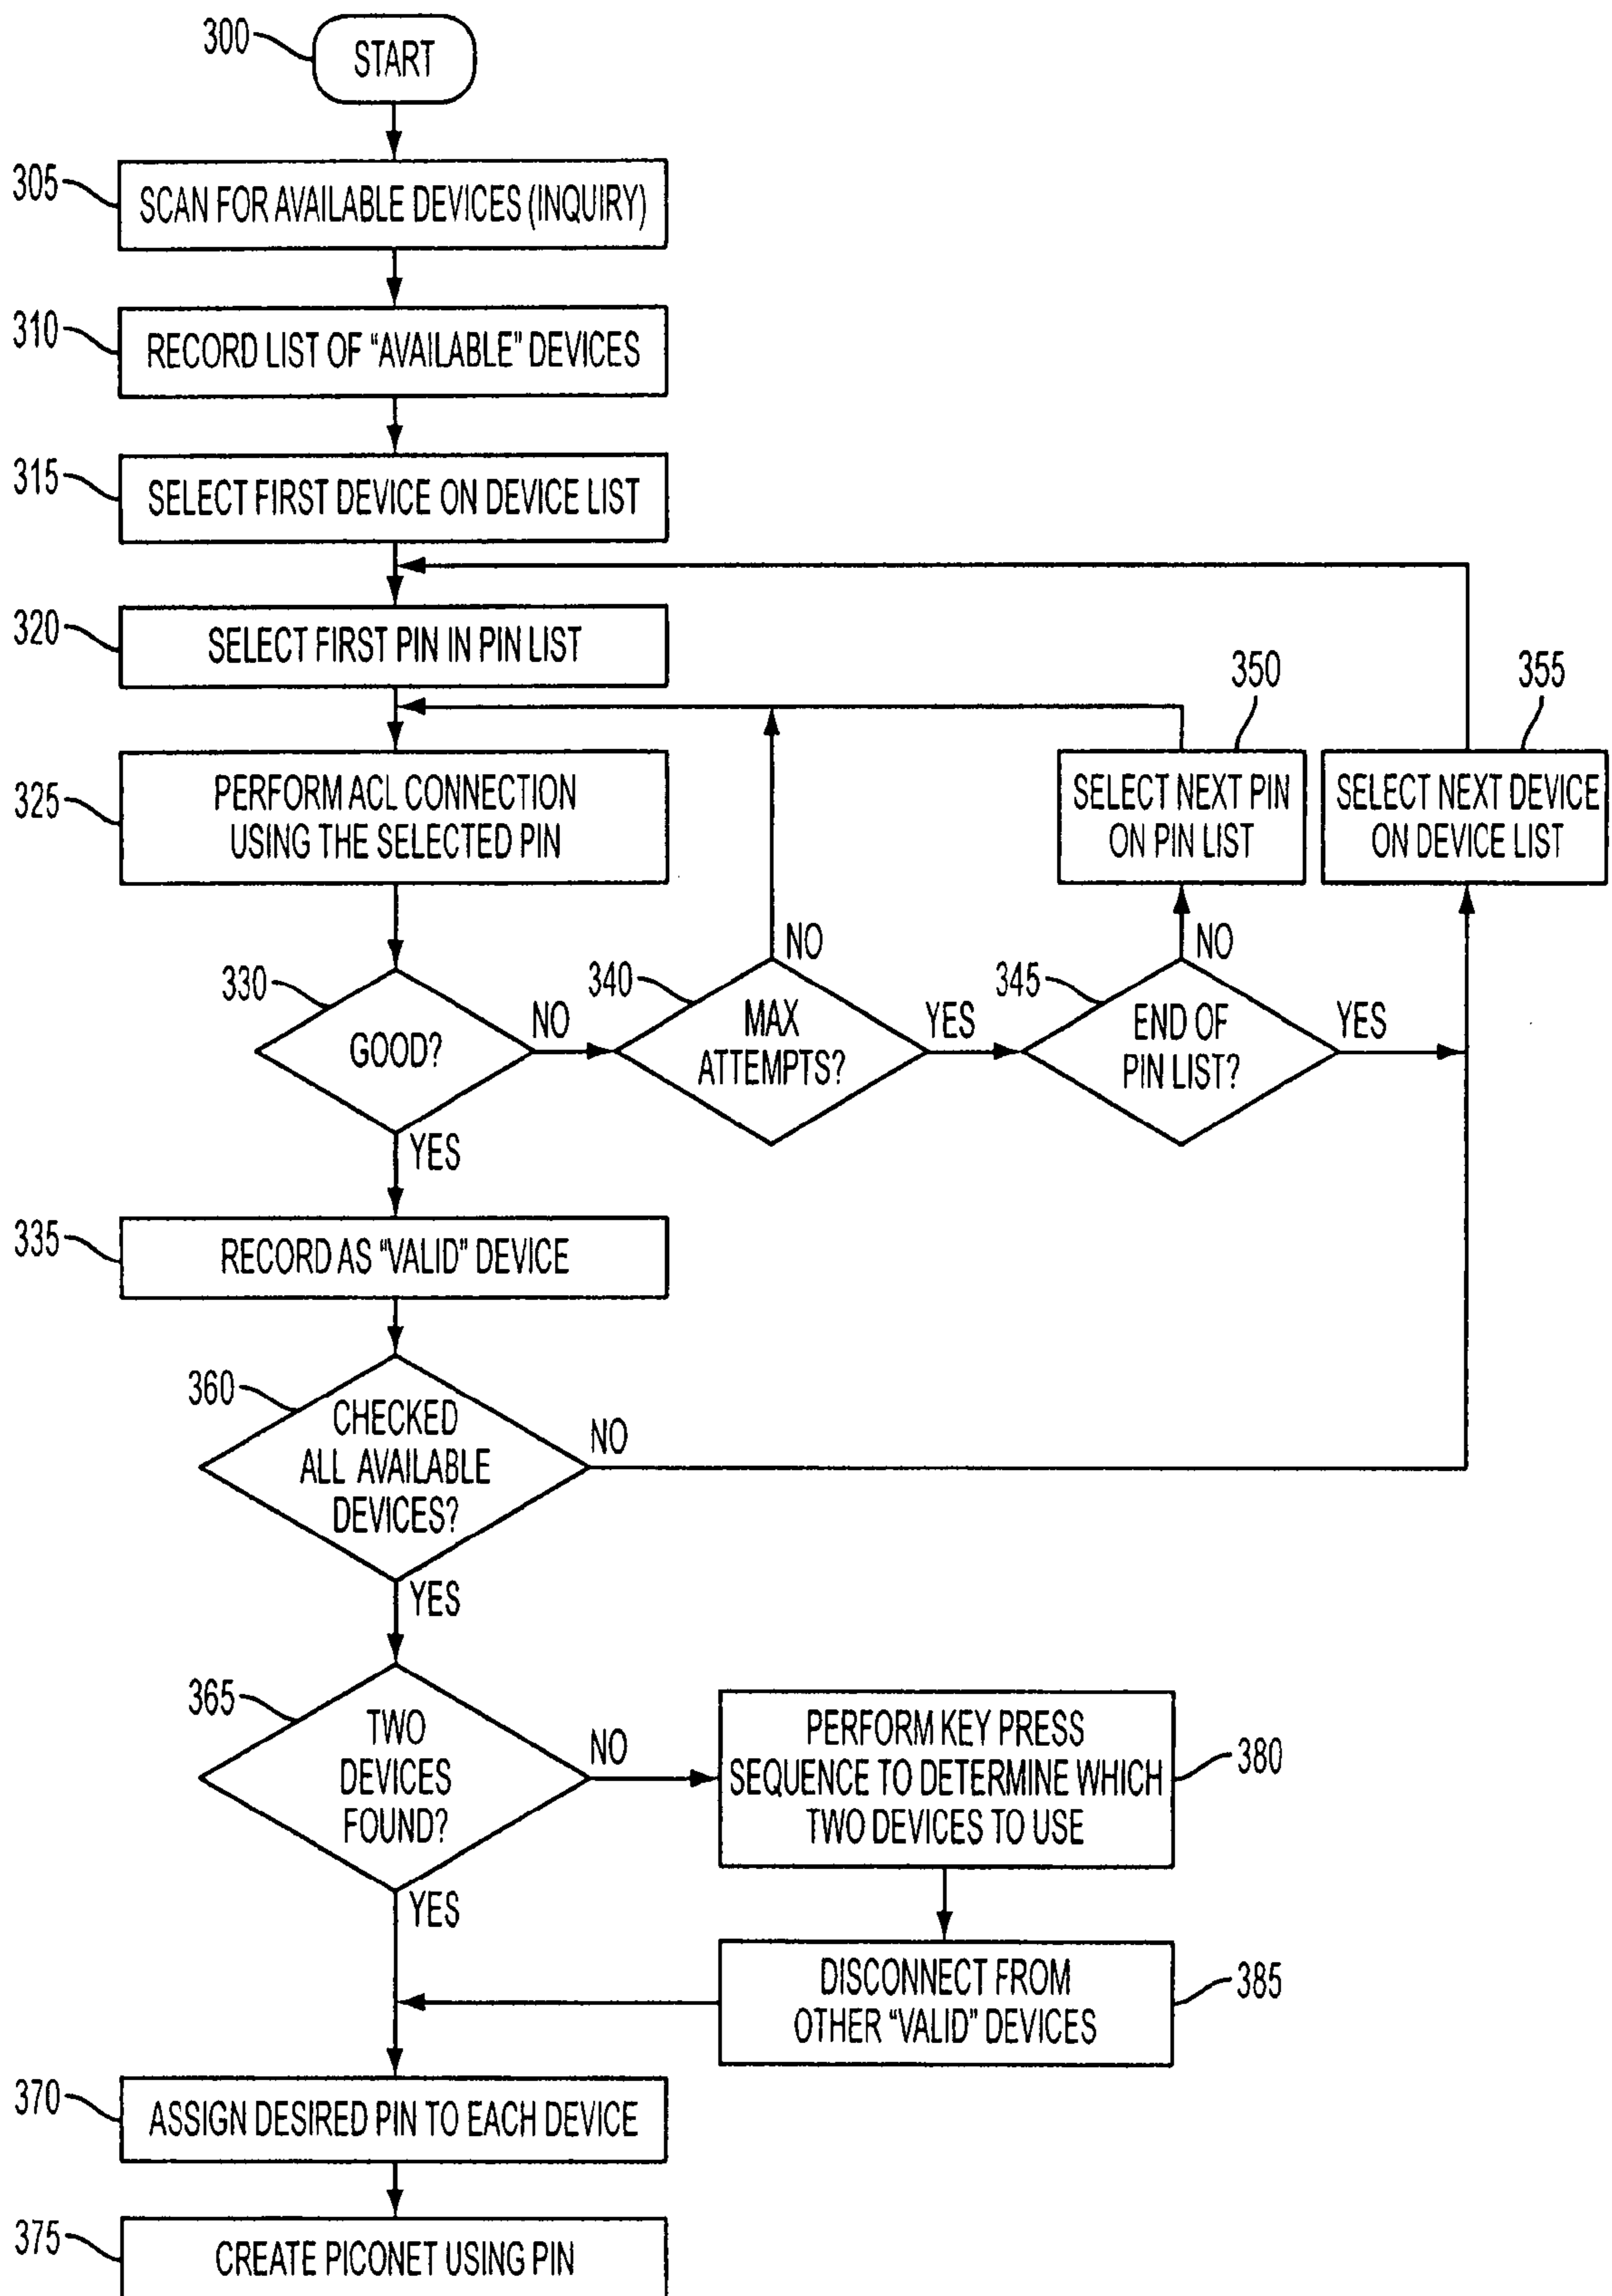 300
START
305
SCAN FOR AVAILABLE DEVICES (INQUIRY)
310
RECORD LIST OF “AVAILABLE” DEVICES
315
SELECT FIRST DEVICE ON DEVICE LIST
320
SELECT FIRST PIN IN PIN LIST
350
355
325
PERFORM ACL CONNECTION
USING THE SELECTED PIN
SELECT NEXT PIN
ON PIN LIST
SELECT NEXT DEVICE
ON DEVICE LIST
330
GOOD?
NO
340
MAX
ATTEMPTS?
NO
YES
345
END OF
PIN LIST?
NO
YES
YES
335
RECORD AS “VALID” DEVICE
360
CHECKED
ALL AVAILABLE
DEVICES?
NO
YES
365
TWO
DEVICES
FOUND?
NO
PERFORM KEY PRESS
SEQUENCE TO DETERMINE WHICH
TWO DEVICES TO USE
380
YES
DISCONNECT FROM
OTHER “VALID” DEVICES
385
370
ASSIGN DESIRED PIN TO EACH DEVICE
375
CREATE PICONET USING PIN